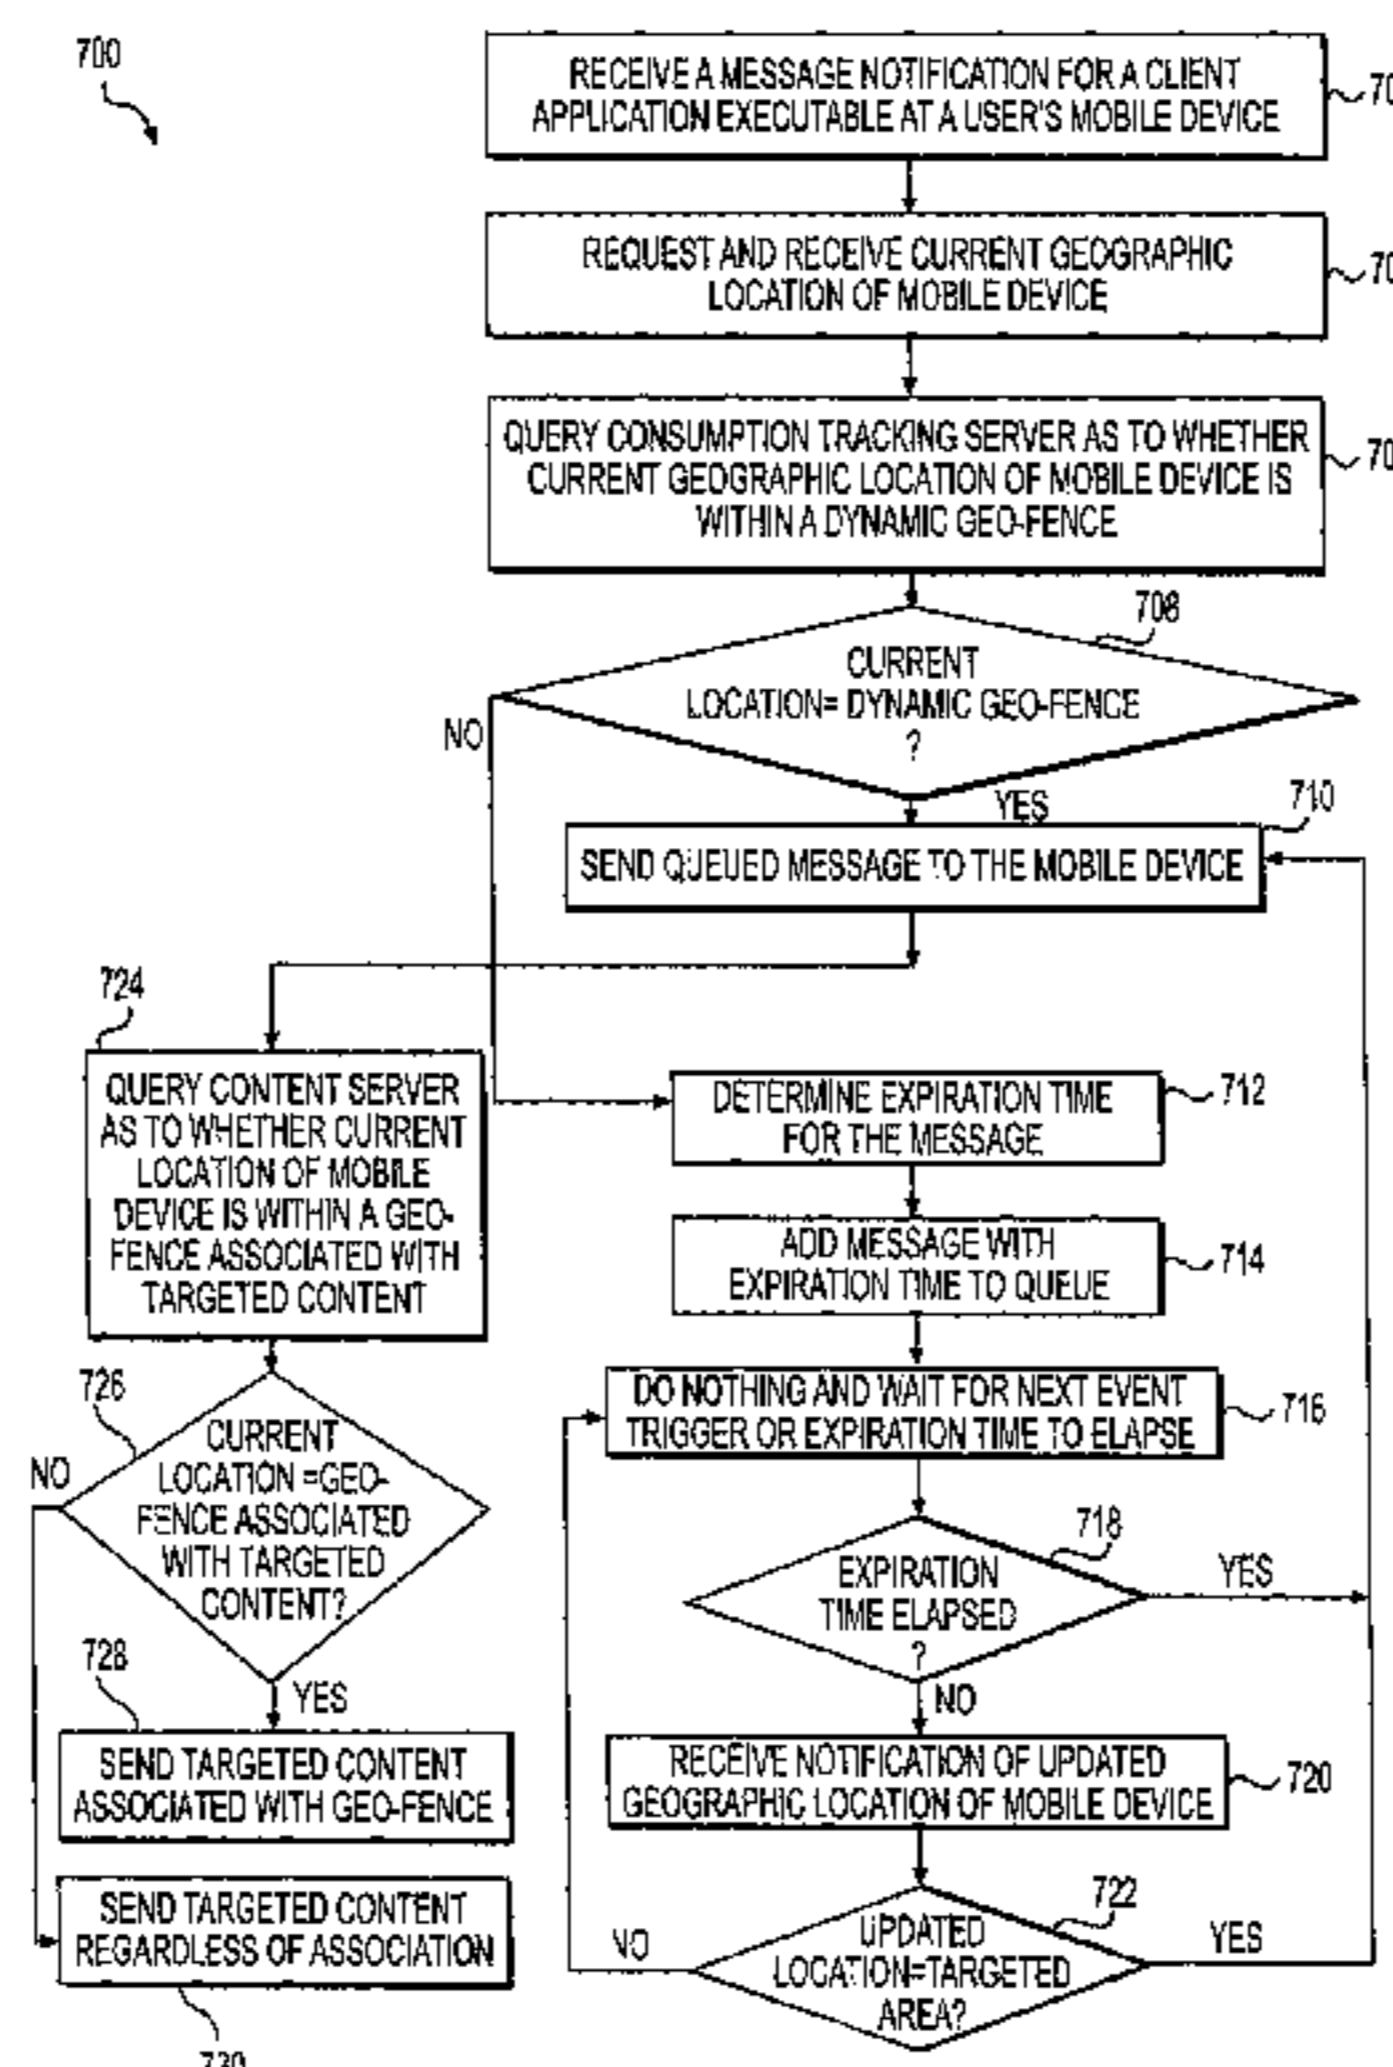 700
RECEIVE A MESSAGE NOTIFICATION FOR A CLIENT
APPLICATION EXECUTABLE AT A USER'S MOBILE DEVICE
REQUEST AND RECEIVE CURRENT GEOGRAPHIC
LOCATION OF MOBILE DEVICE
QUERY CONSUMPTION TRACKING SERVER AS TO WHETHER
CURRENT GEOGRAPHIC LOCATION OF MOBILE DEVICE IS
WITHIN A DYNAMIC GEO-FENCE
708
CURRENT
LOCATION= DYNAMIC GEO-FENCE
?
NO
YES
710
SEND QUEUED MESSAGE TO THE MOBILE DEVICE
724
QUERY CONTENT SERVER
AS TO WHETHER CURRENT
LOCATION OF MOBILE
DEVICE IS WITHIN A GEO-
FENCE ASSOCIATED WITH
TARGETED CONTENT
DETERMINE EXPIRATION TIME
FOR THE MESSAGE
712
ADD MESSAGE WITH
EXPIRATION TIME TO QUEUE
714
DO NOTHING AND WAIT FOR NEXT EVENT
TRIGGER OR EXPIRATION TIME TO ELAPSE
716
726
CURRENT
LOCATION =GEO-
FENCE ASSOCIATED
WITH TARGETED
CONTENT?
NO
YES
718
EXPIRATION
TIME ELAPSED
?
YES
NO
728
SEND TARGETED CONTENT
ASSOCIATED WITH GEO-FENCE
RECEIVE NOTIFICATION OF UPDATED
GEOGRAPHIC LOCATION OF MOBILE DEVICE
720
SEND TARGETED CONTENT
REGARDLESS OF ASSOCIATION
722
UPDATED
LOCATION=TARGETED
AREA?
NO
YES